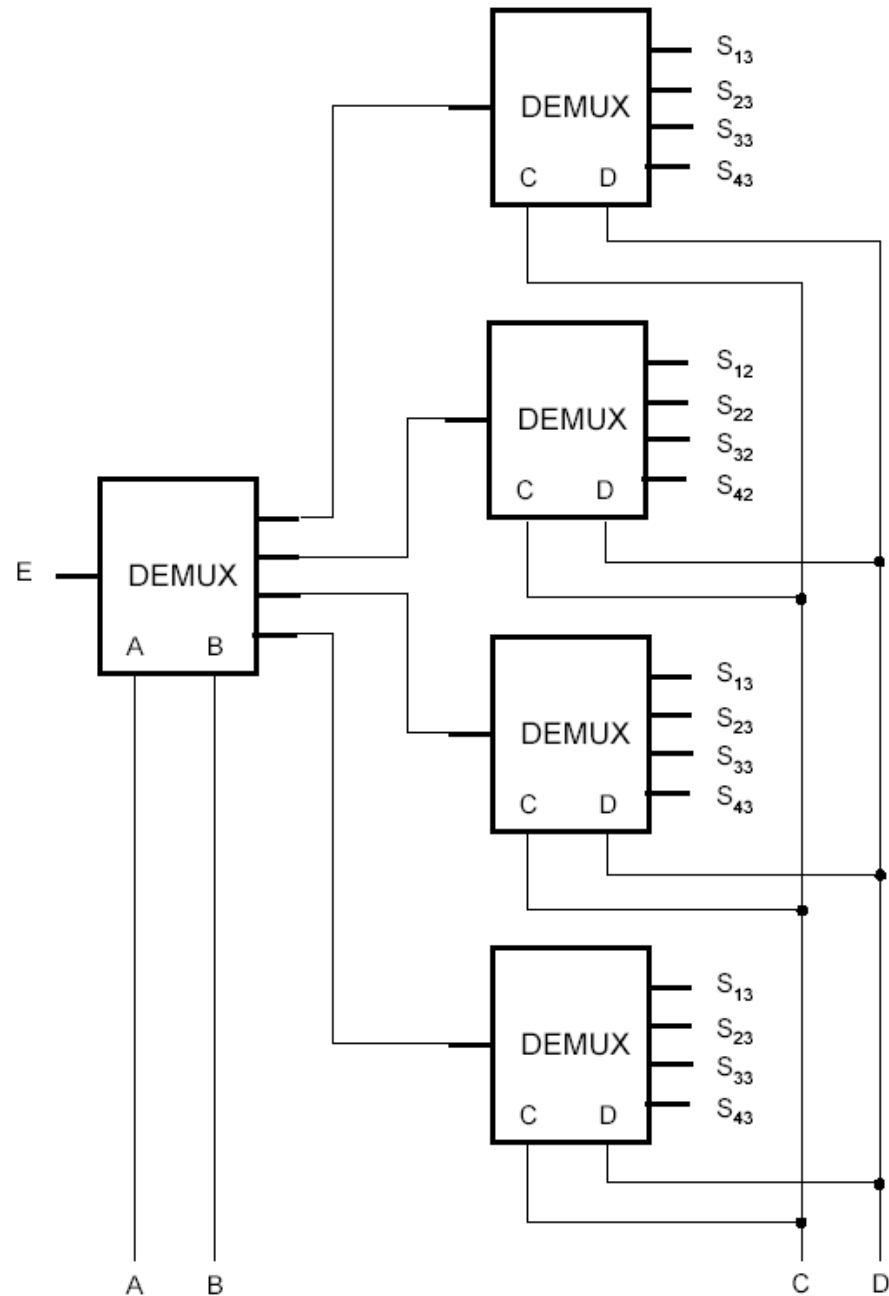 S13
S23
DEMUX
S33
C D
S43
S12
S22
DEMUX
S32
C D
S42
E
DEMUX
A B
S13
S23
DEMUX
S33
C D
S43
S13
S23
DEMUX
S33
C D
S43
A B C D